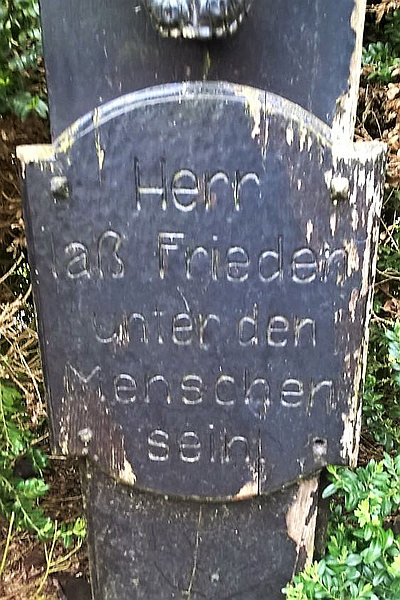 Herr
laß Frieden
unter den
Menschen
sein!